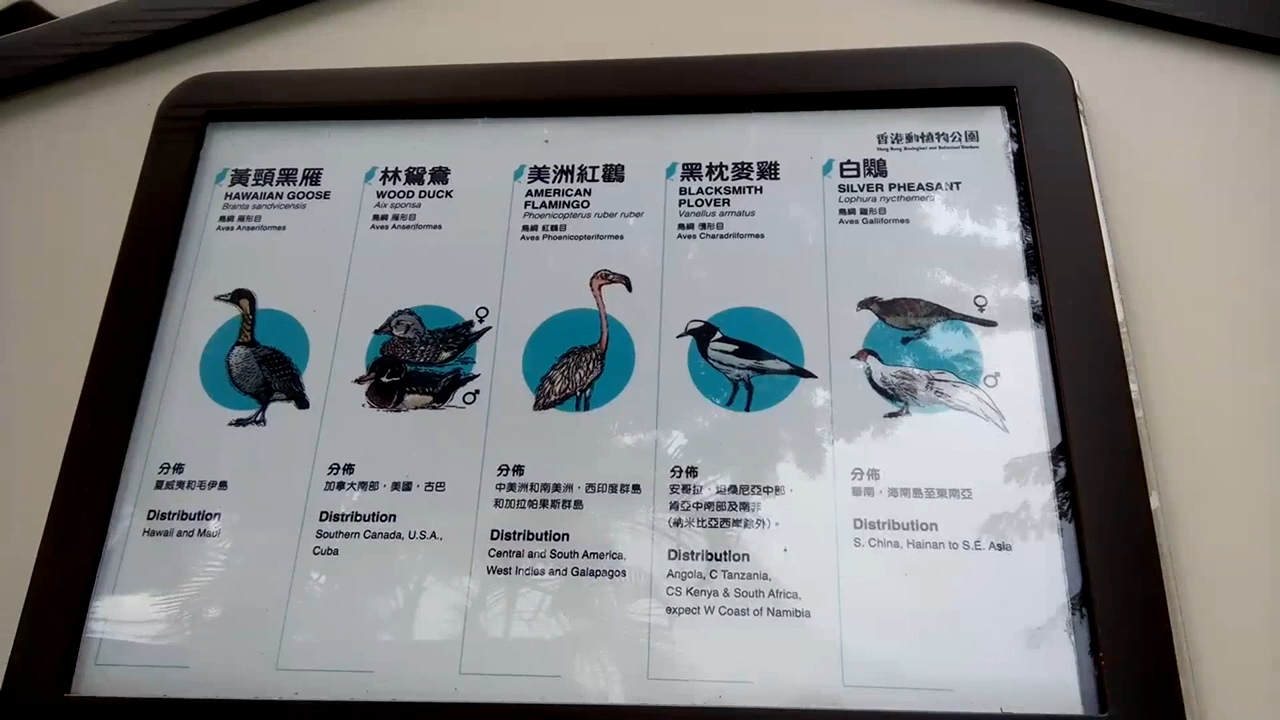 香港動植物公園
Hong Kong Zoological and Botanical Gardens
黃頸黑雁
HAWAIIAN GOOSE
Branta sandvicensis
鳥綱 雁形目
Aves Anseriformes
分佈
夏威夷和毛伊島
Distribution
Hawaii and Maui
林鴛鴦
WOOD DUCK
Aix sponsa
鳥綱 雁形目
Aves Anseriformes
♀
♂
分佈
加拿大南部，美國，古巴
Distribution
Southern Canada, U.S.A.,
Cuba
美洲紅鸛
AMERICAN
FLAMINGO
Phoenicopterus ruber ruber
鳥綱 紅鸛目
Aves Phoenicopteriformes
分佈
中美洲和南美洲，西印度群島
和加拉帕果斯群島
Distribution
Central and South America,
West Indies and Galapagos
黑枕麥雞
BLACKSMITH
PLOVER
Vanellus armatus
鳥綱 鴴形目
Aves Charadriiformes
分佈
安哥拉，坦桑尼亞中部，
肯亞中南部及南非
（納米比亞西岸除外）。
Distribution
Angola, C Tanzania,
CS Kenya & South Africa,
expect W Coast of Namibia
白鷴
SILVER PHEASANT
Lophura nycthemera
鳥綱 雞形目
Aves Galliformes
♀
♂
分佈
華南，海南島至東南亞
Distribution
S. China, Hainan to S.E. Asia